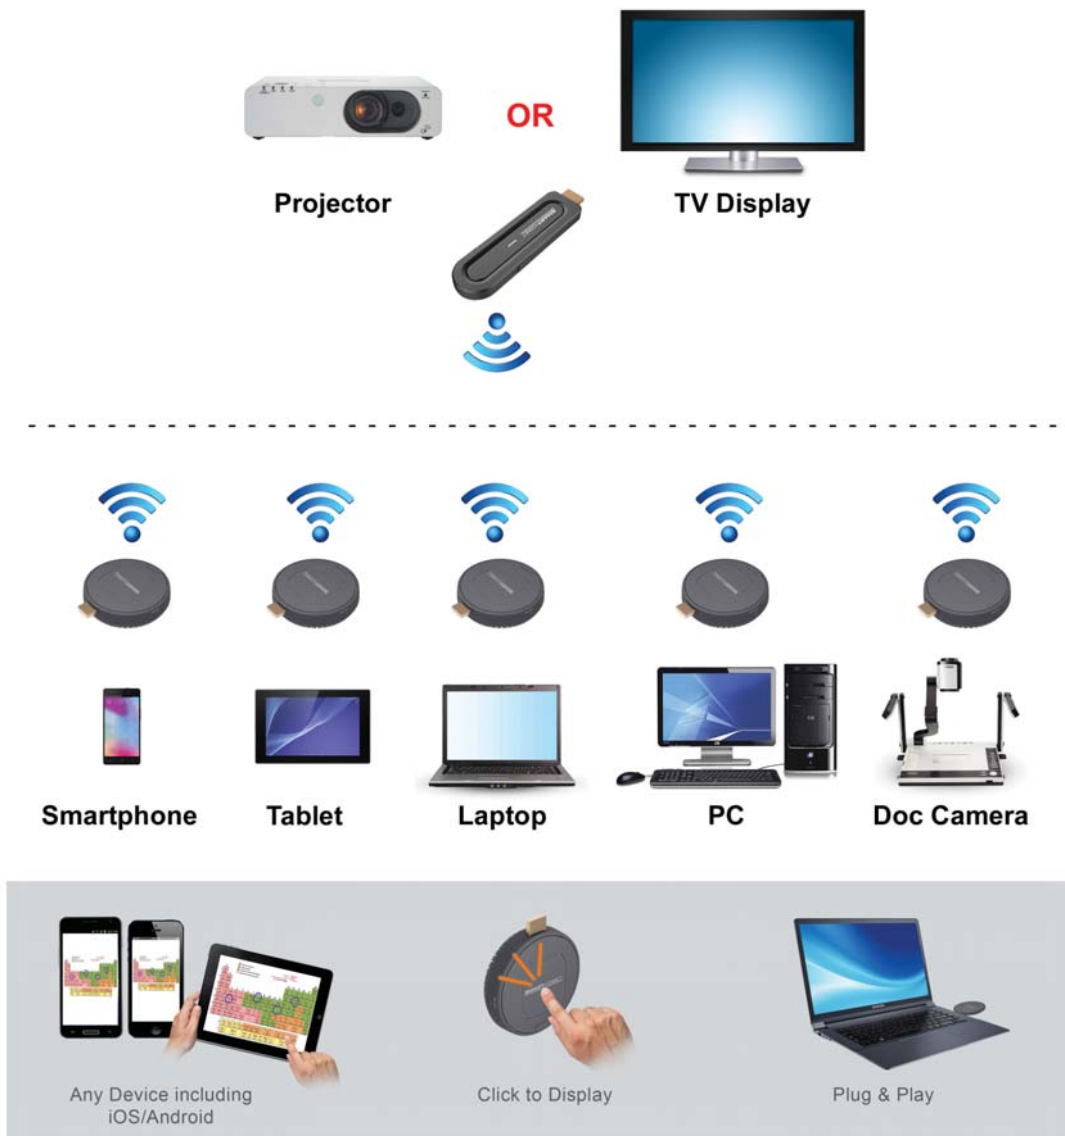 OR
Projector
TV Display
Smartphone
Tablet
Laptop
PC
Doc Camera
Any Device including
iOS/Android
Click to Display
Plug & Play